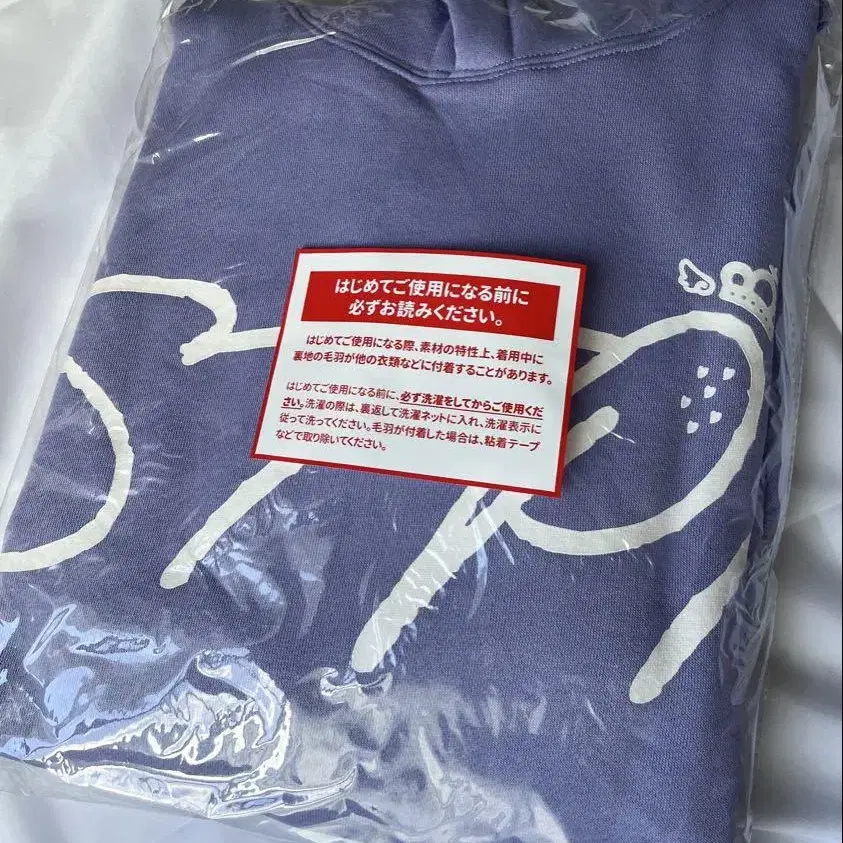 はじめてご使用になる前に
必ずお読みください。
はじめてご使用になる際、素材の特性上、着用中に
裏地の毛羽が他の衣類などに付着することがあります。
はじめてご使用になる前に、必ず洗濯をしてからご使用くだ
さい。洗濯の際は、裏返して洗濯ネットに入れ、洗濯表示に
従って洗ってください。毛羽が付着した場合は、粘着テープ
などで取り除いてください。